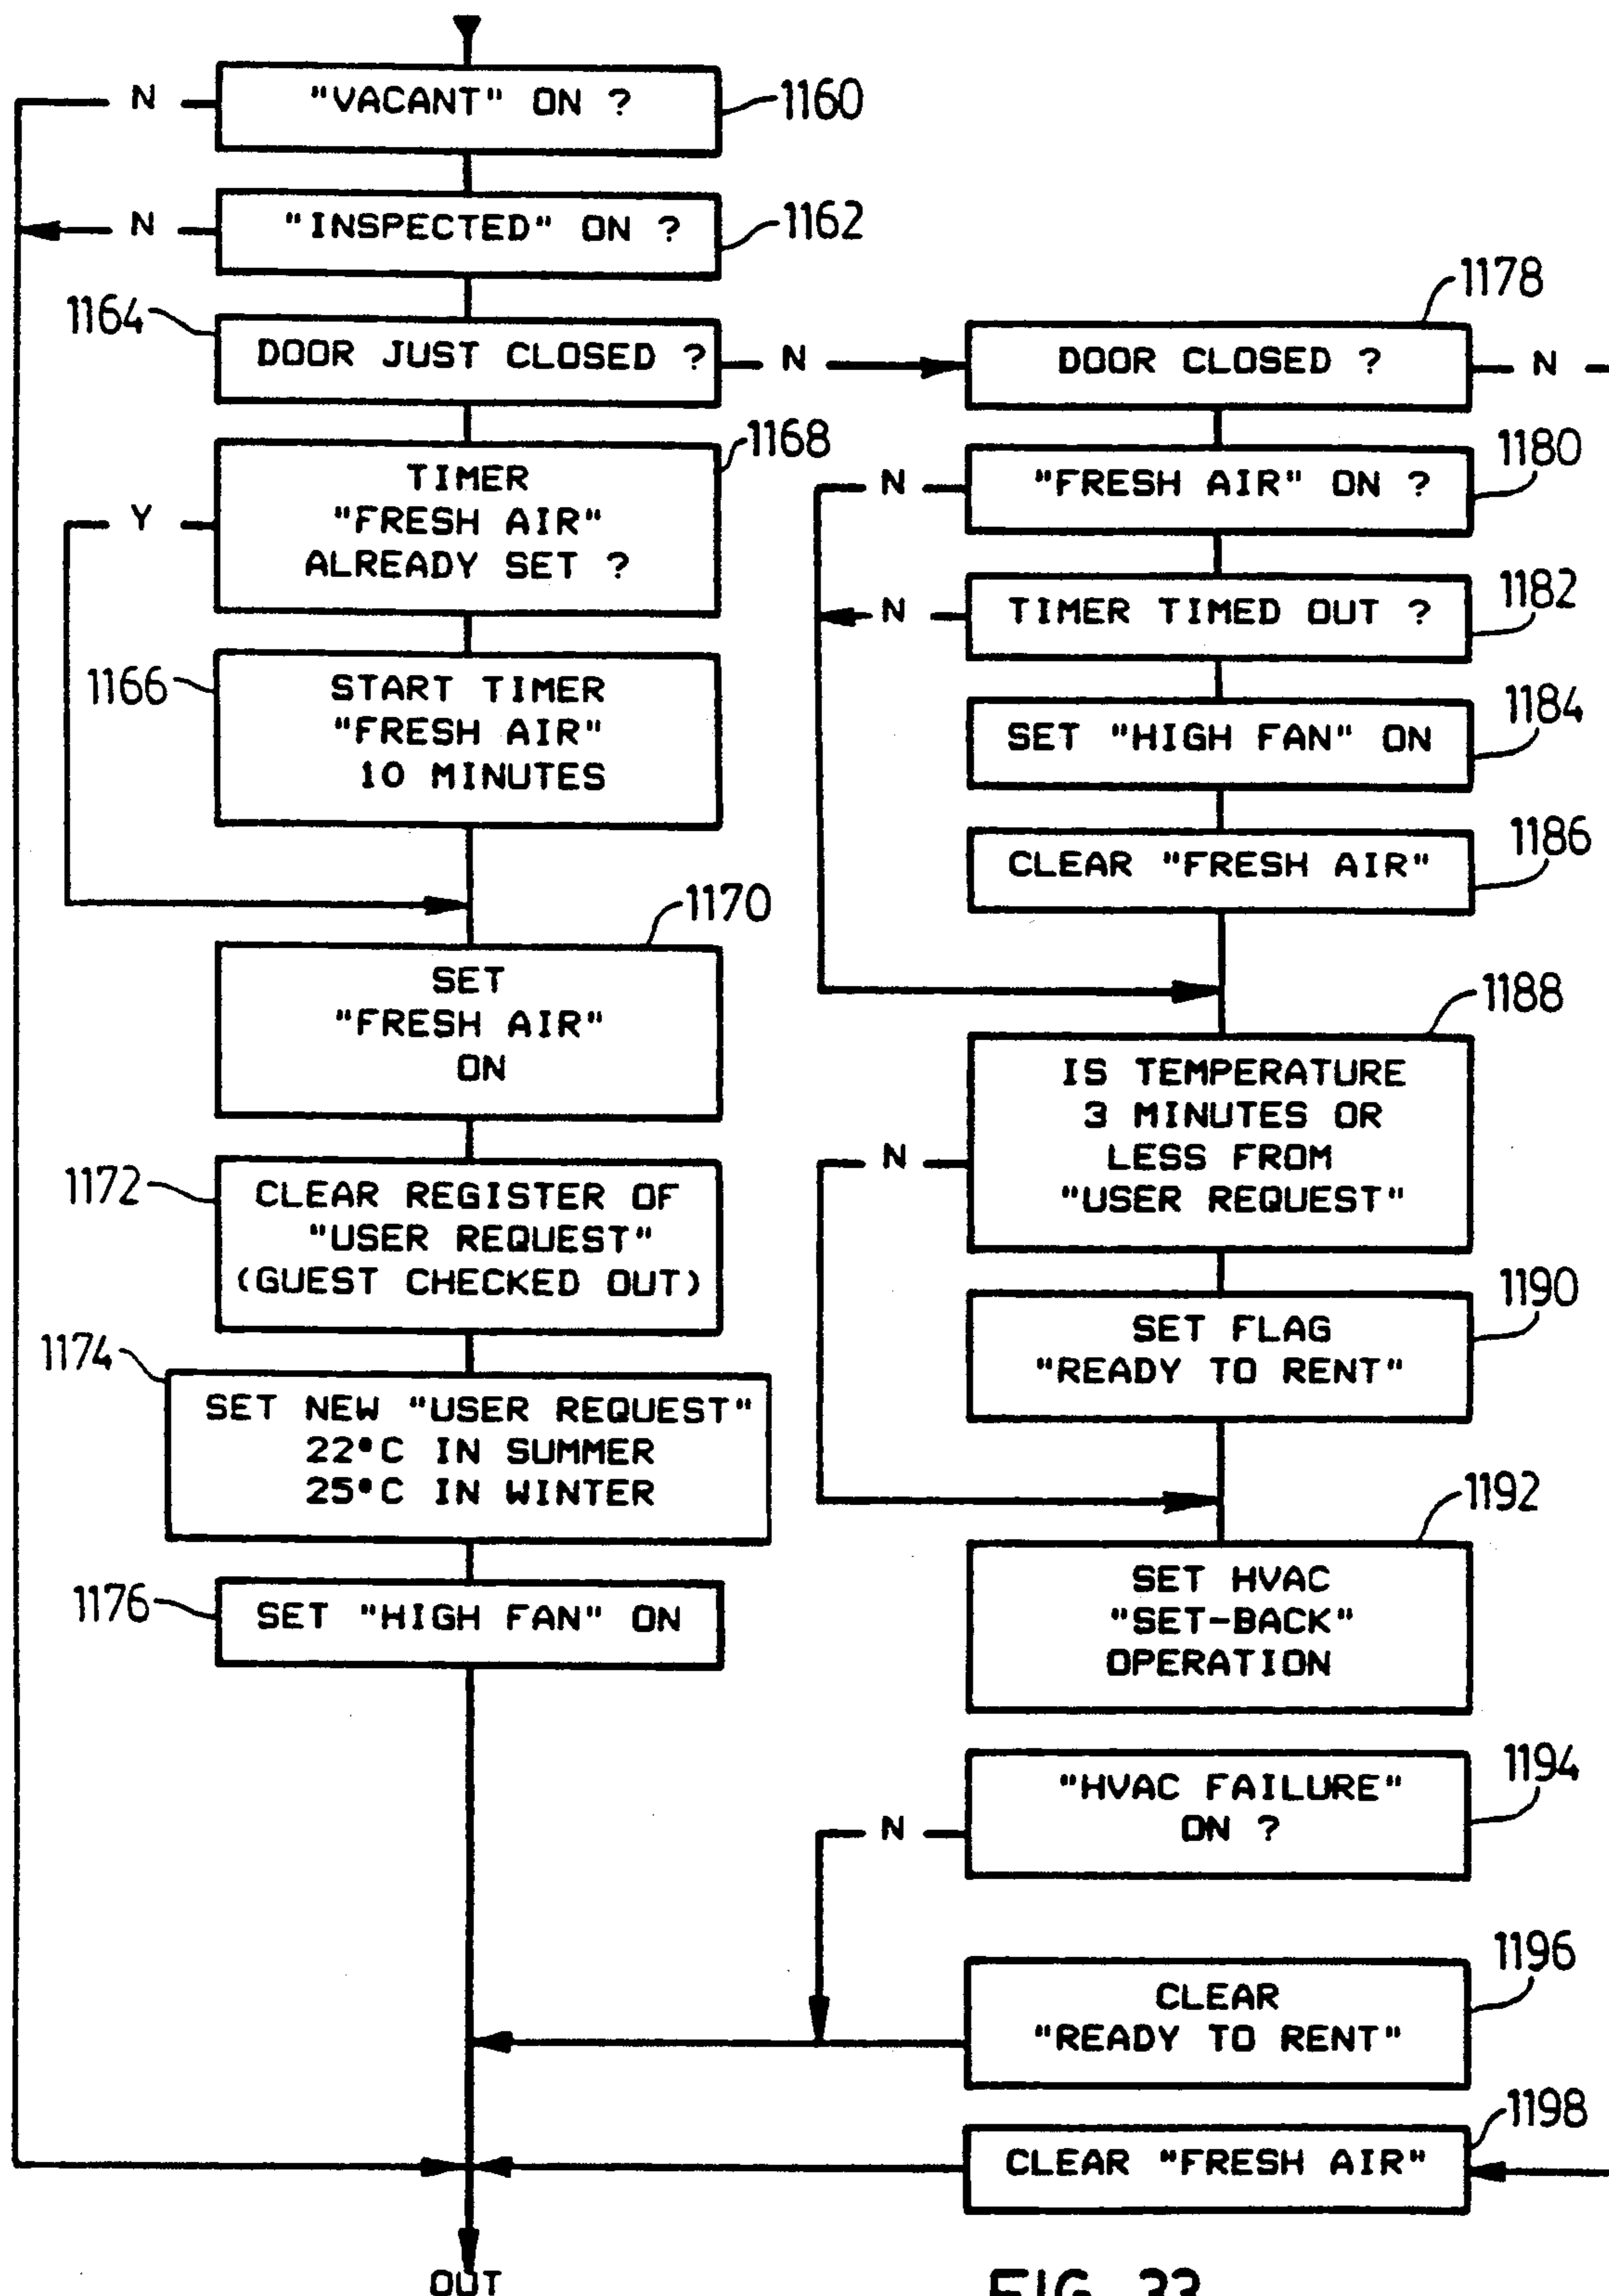 N
"VACANT" ON ?
1160
N
"INSPECTED" ON ?
1162
1164
DOOR JUST CLOSED ?
N
1178
DOOR CLOSED ?
N
1168
TIMER
"FRESH AIR"
ALREADY SET ?
Y
1166
START TIMER
"FRESH AIR"
10 MINUTES
1170
SET
"FRESH AIR"
ON
1172
CLEAR REGISTER OF
"USER REQUEST"
(GUEST CHECKED OUT)
1174
SET NEW "USER REQUEST"
22°C IN SUMMER
25°C IN WINTER
1176
SET "HIGH FAN" ON
1180
N
"FRESH AIR" ON ?
1182
N
TIMER TIMED OUT ?
1184
SET "HIGH FAN" ON
1186
CLEAR "FRESH AIR"
1188
IS TEMPERATURE
3 MINUTES OR
LESS FROM
"USER REQUEST"
N
1190
SET FLAG
"READY TO RENT"
1192
SET HVAC
"SET-BACK"
OPERATION
1194
"HVAC FAILURE"
ON ?
N
1196
CLEAR
"READY TO RENT"
1198
CLEAR "FRESH AIR"
OUT
FIG. 33